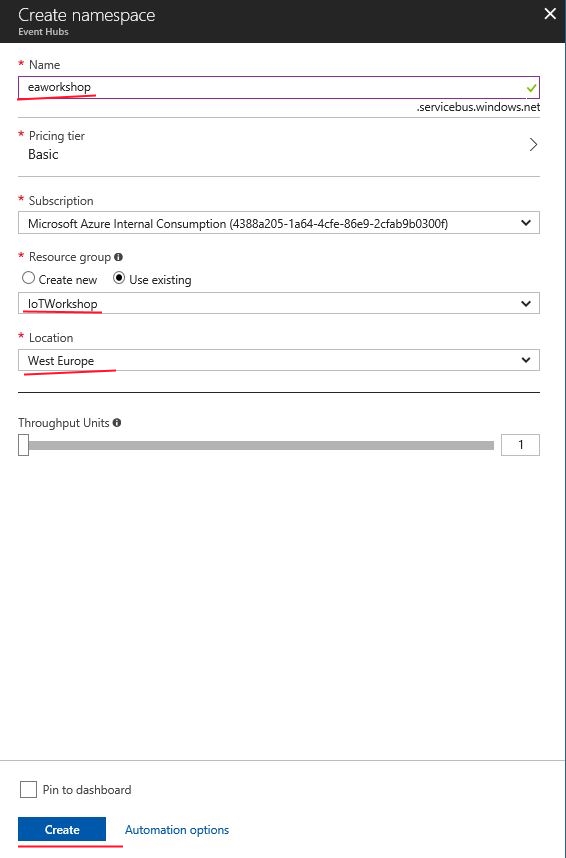 Create namespace
Event Hubs
* Name
eaworkshop
.servicebus.windows.net
* Pricing tier
Basic
* Subscription
Microsoft Azure Internal Consumption (4388a205-1a64-4cfe-86e9-2cfab9b0300f)
* Resource group
Create new Use existing
IoTWorkshop
* Location
West Europe
Throughput Units
1
Pin to dashboard
Create Automation options